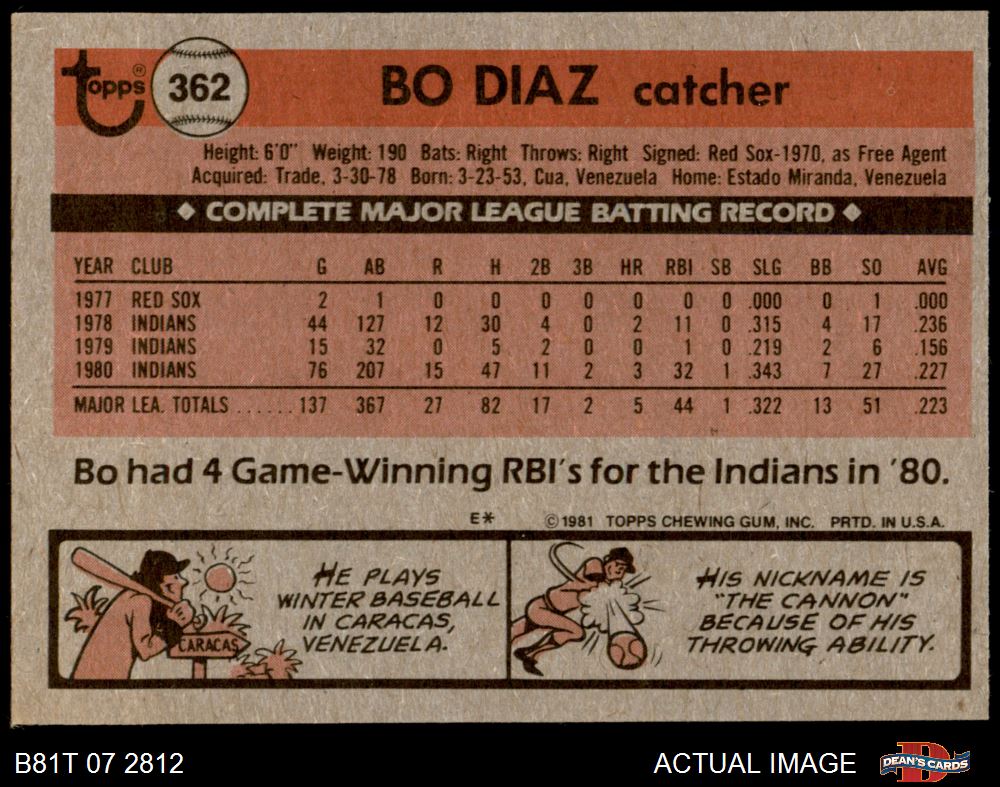 Topps® 362 BO DIAZ catcher
Height: 6'0" Weight: 190 Bats: Right Throws: Right Signed: Red Sox-1970, as Free Agent
Acquired: Trade, 3-30-78 Born: 3-23-53, Cua, Venezuela Home: Estado Miranda, Venezuela
◆ COMPLETE MAJOR LEAGUE BATTING RECORD ◆
YEAR CLUB G AB R H 2B 3B HR RBI SB SLG BB SO AVG
1977 RED SOX 2 1 0 0 0 0 0 0 0 .000 0 1 .000
1978 INDIANS 44 127 12 30 4 0 2 11 0 .315 4 17 .236
1979 INDIANS 15 32 0 5 2 0 0 1 0 .219 2 6 .156
1980 INDIANS 76 207 15 47 11 2 3 32 1 .343 7 27 .227
MAJOR LEA. TOTALS ...... 137 367 27 82 17 2 5 44 1 .322 13 51 .223
Bo had 4 Game-Winning RBI's for the Indians in '80.
E* ©1981 TOPPS CHEWING GUM, INC. PRTD. IN U.S.A.
HE PLAYS
WINTER BASEBALL
IN CARACAS,
VENEZUELA.
CARACAS
HIS NICKNAME IS
"THE CANNON"
BECAUSE OF HIS
THROWING ABILITY.
B81T 07 2812 ACTUAL IMAGE D DEAN'S CARDS